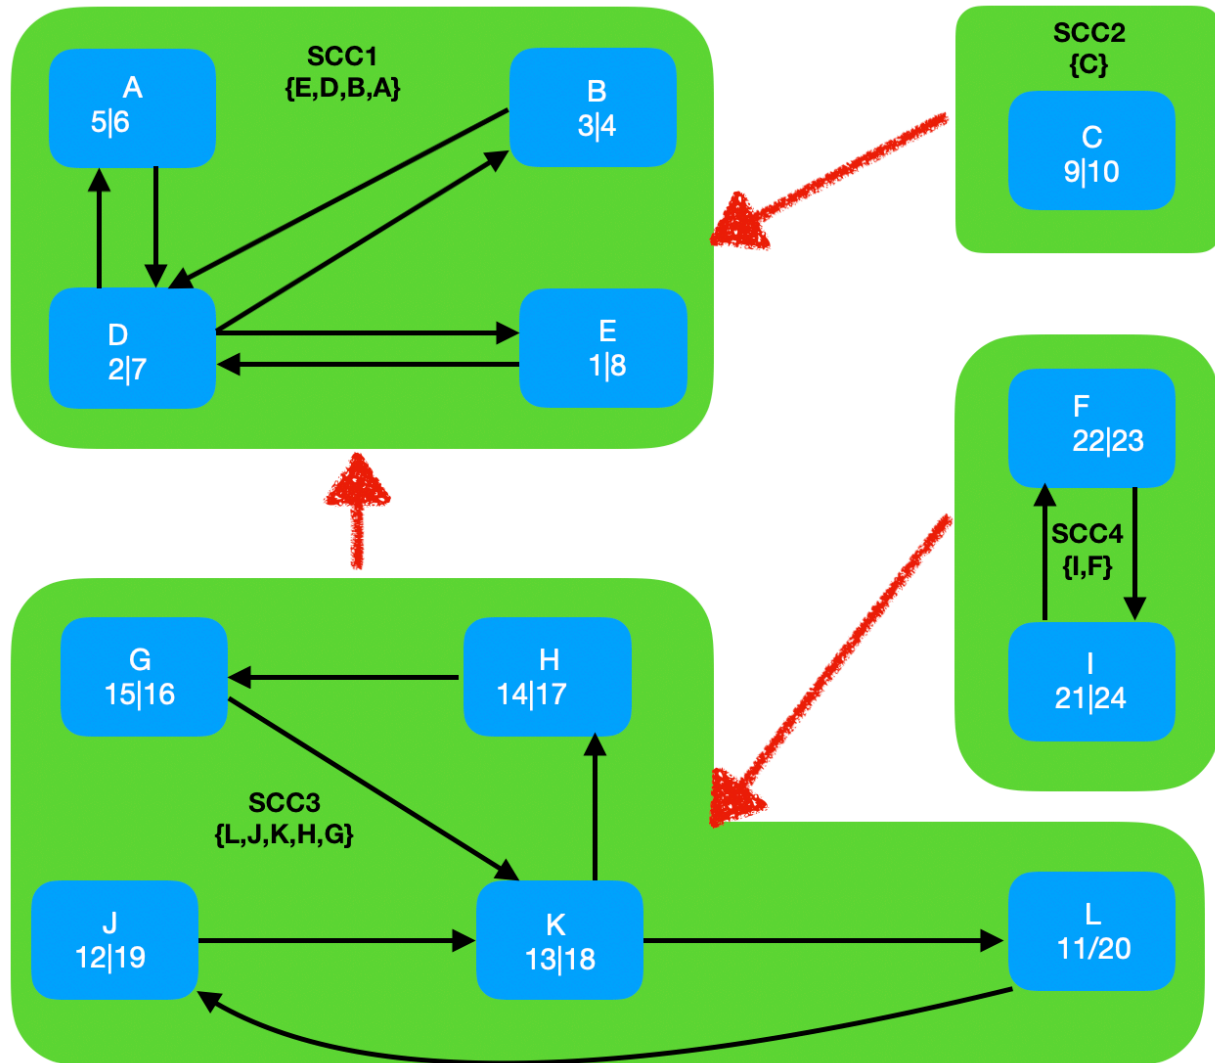 SCC1
{E,D,B,A}
A
5|6
B
3|4
D
2|7
E
1|8
SCC2
{C}
C
9|10
F
22|23
SCC4
{I,F}
I
21|24
G
15|16
H
14|17
SCC3
{L,J,K,H,G}
J
12|19
K
13|18
L
11/20